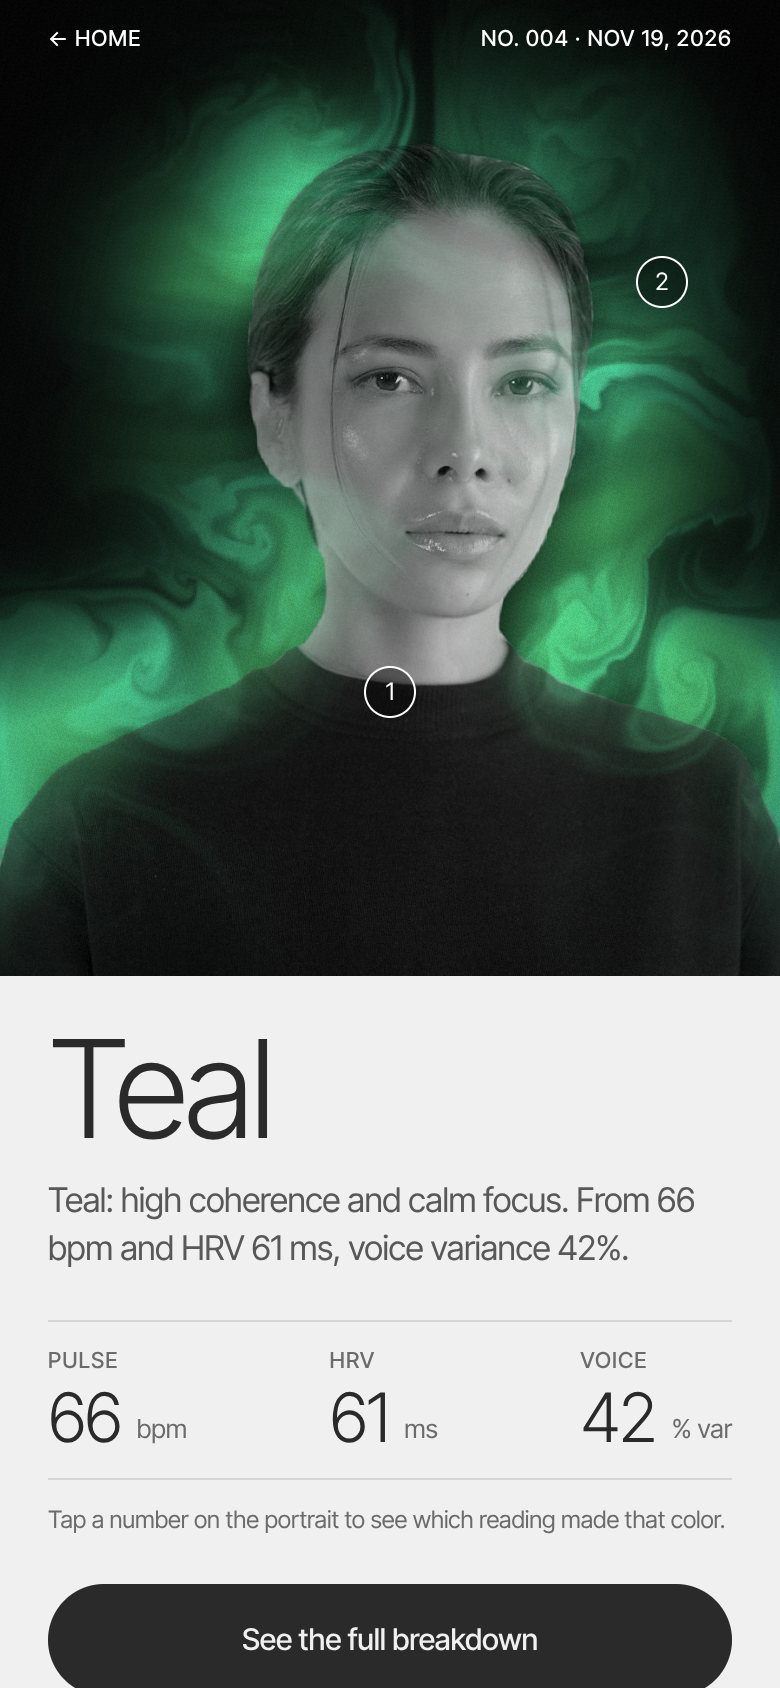 ← HOME
NO. 004 · NOV 19, 2026
2
1
Teal
Teal: high coherence and calm focus. From 66
bpm and HRV 61 ms, voice variance 42%.
PULSE
66 bpm
HRV
61 ms
VOICE
42 % var
Tap a number on the portrait to see which reading made that color.
See the full breakdown